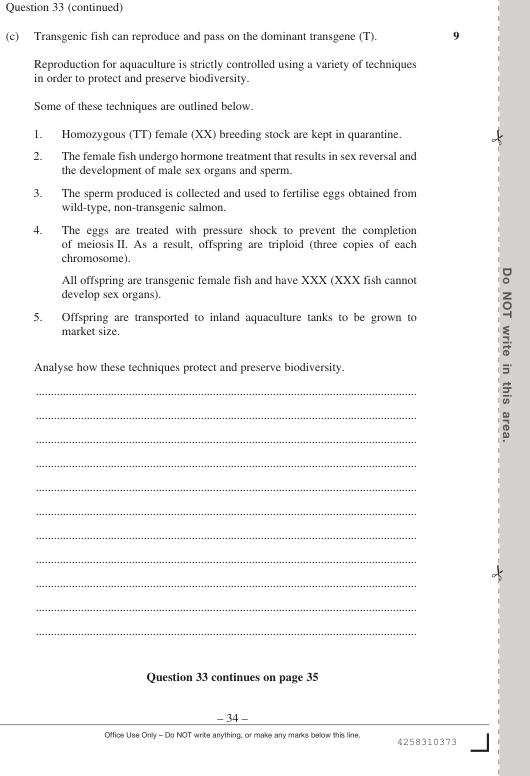 Question 33 (continued)
(c) Transgenic fish can reproduce and pass on the dominant transgene (T). 9
Reproduction for aquaculture is strictly controlled using a variety of techniques
in order to protect and preserve biodiversity.
Some of these techniques are outlined below.
1. Homozygous (TT) female (XX) breeding stock are kept in quarantine.
2. The female fish undergo hormone treatment that results in sex reversal and
the development of male sex organs and sperm.
3. The sperm produced is collected and used to fertilise eggs obtained from
wild-type, non-transgenic salmon.
4. The eggs are treated with pressure shock to prevent the completion
of meiosis II. As a result, offspring are triploid (three copies of each
chromosome).
All offspring are transgenic female fish and have XXX (XXX fish cannot
develop sex organs).
5. Offspring are transported to inland aquaculture tanks to be grown to
market size.
Analyse how these techniques protect and preserve biodiversity.
Question 33 continues on page 35
– 34 –
Office Use Only – Do NOT write anything, or make any marks below this line.
4258310373
Do NOT write in this area.